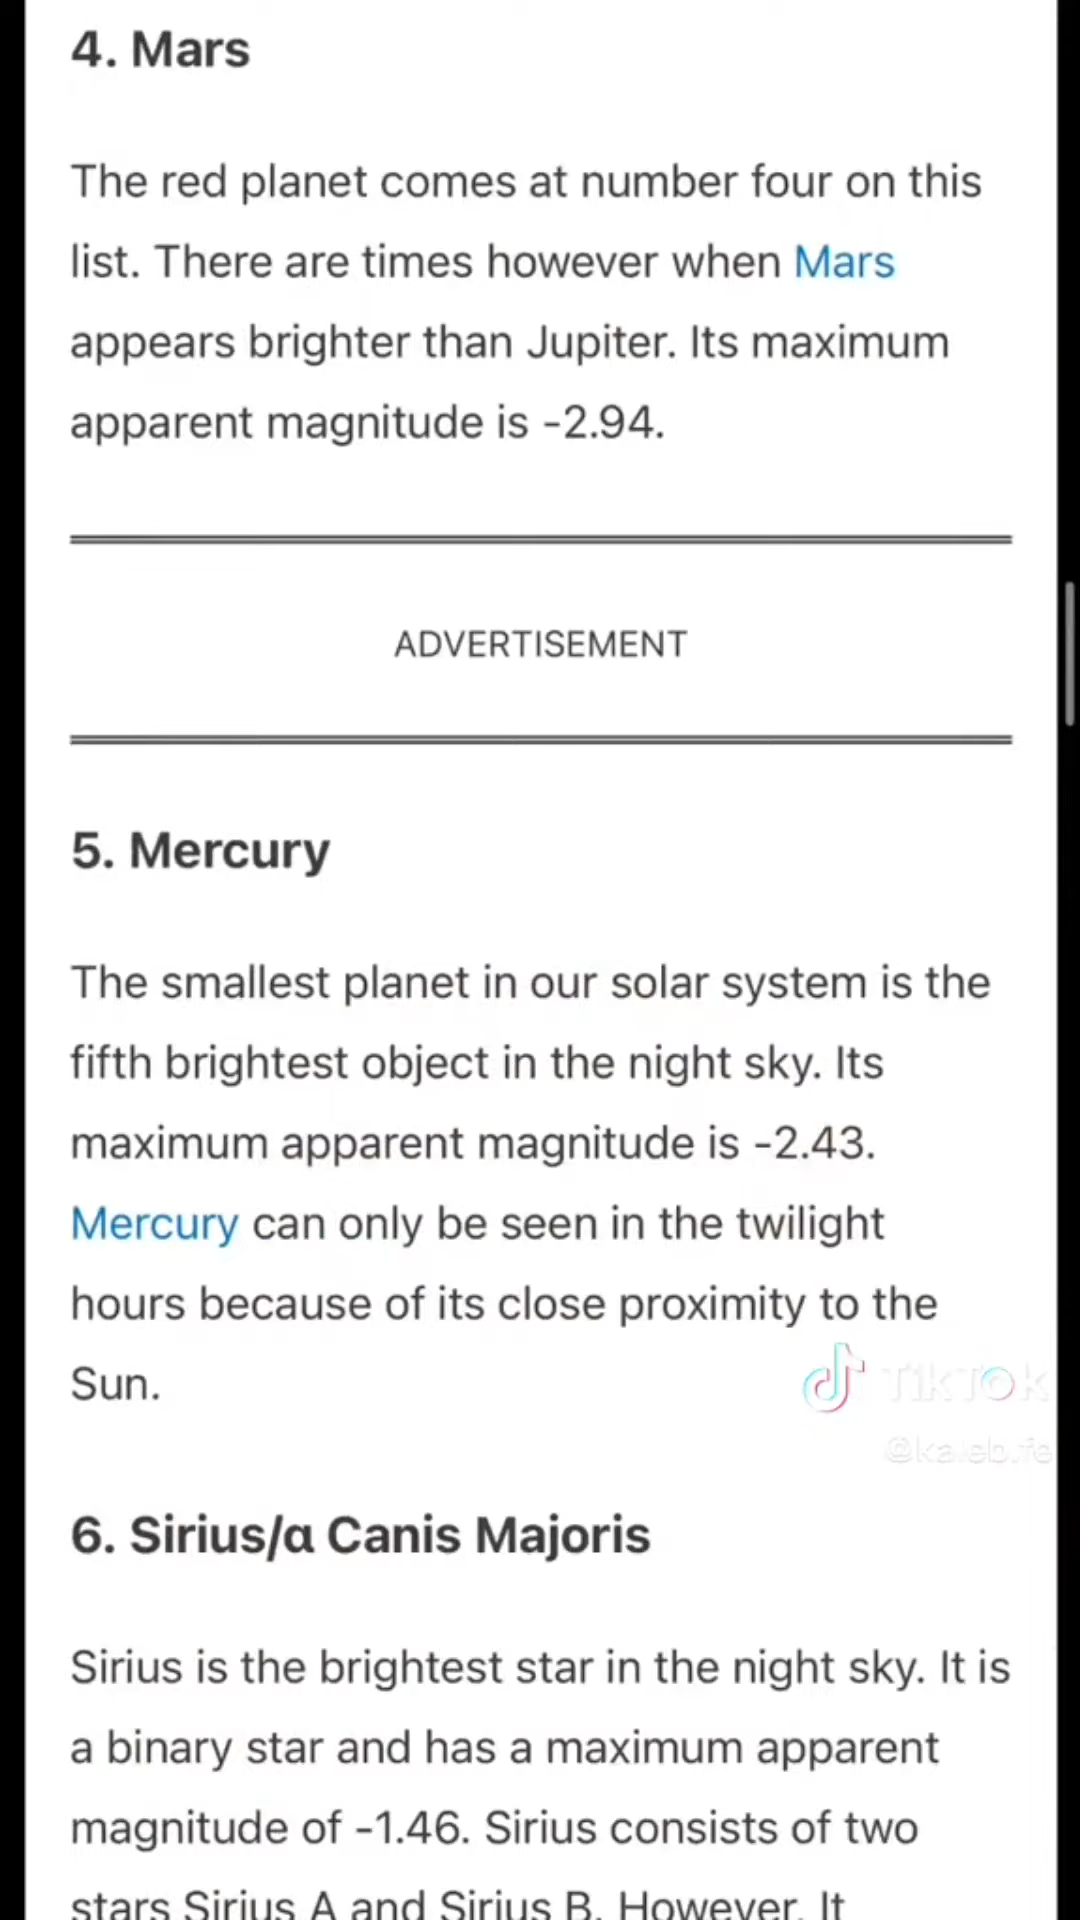 4. Mars
The red planet comes at number four on this
list. There are times however when Mars
appears brighter than Jupiter. Its maximum
apparent magnitude is -2.94.
ADVERTISEMENT
5. Mercury
The smallest planet in our solar system is the
fifth brightest object in the night sky. Its
maximum apparent magnitude is -2.43.
Mercury can only be seen in the twilight
hours because of its close proximity to the
Sun.
TikTok
@kaleb.fe
6. Sirius/α Canis Majoris
Sirius is the brightest star in the night sky. It is
a binary star and has a maximum apparent
magnitude of -1.46. Sirius consists of two
stars Sirius A and Sirius B. However, It